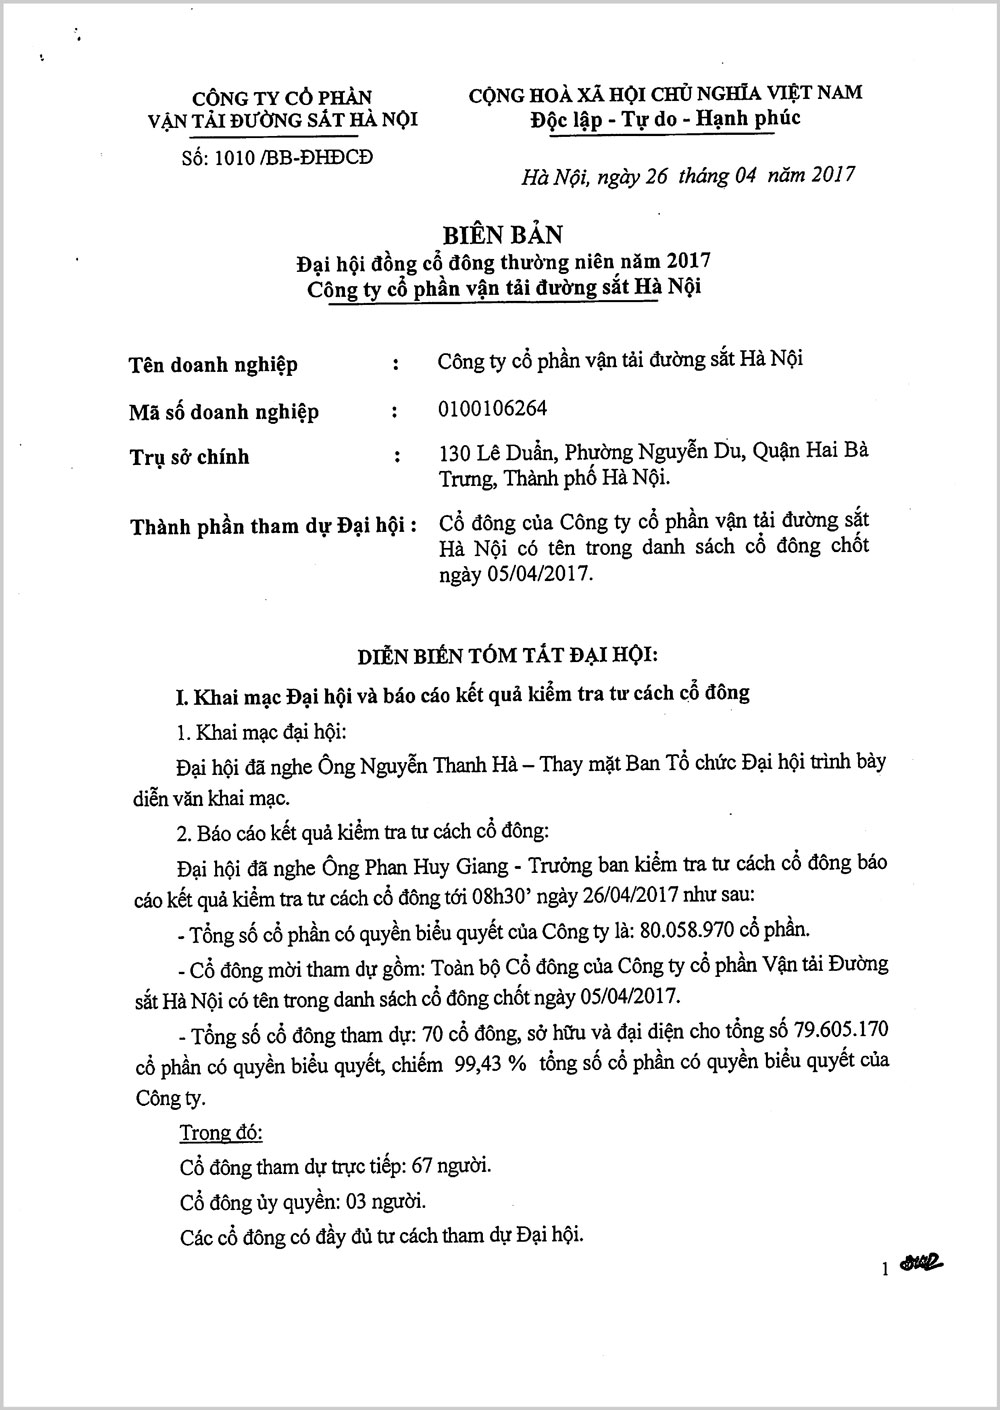 CÔNG TY CỔ PHẦN
VẬN TẢI ĐƯỜNG SẮT HÀ NỘI
Số: 1010 /BB-ĐHĐCĐ
CỘNG HOÀ XÃ HỘI CHỦ NGHĨA VIỆT NAM
Độc lập - Tự do - Hạnh phúc
Hà Nội, ngày 26 tháng 04 năm 2017
BIÊN BẢN
Đại hội đồng cổ đông thường niên năm 2017
Công ty cổ phần vận tải đường sắt Hà Nội
Tên doanh nghiệp : Công ty cổ phần vận tải đường sắt Hà Nội
Mã số doanh nghiệp : 0100106264
Trụ sở chính : 130 Lê Duẩn, Phường Nguyễn Du, Quận Hai Bà
Trưng, Thành phố Hà Nội.
Thành phần tham dự Đại hội : Cổ đông của Công ty cổ phần vận tải đường sắt
Hà Nội có tên trong danh sách cổ đông chốt
ngày 05/04/2017.
DIỄN BIẾN TÓM TẮT ĐẠI HỘI:
I. Khai mạc Đại hội và báo cáo kết quả kiểm tra tư cách cổ đông
1. Khai mạc đại hội:
Đại hội đã nghe Ông Nguyễn Thanh Hà – Thay mặt Ban Tổ chức Đại hội trình bày
diễn văn khai mạc.
2. Báo cáo kết quả kiểm tra tư cách cổ đông:
Đại hội đã nghe Ông Phan Huy Giang - Trưởng ban kiểm tra tư cách cổ đông báo
cáo kết quả kiểm tra tư cách cổ đông tới 08h30’ ngày 26/04/2017 như sau:
- Tổng số cổ phần có quyền biểu quyết của Công ty là: 80.058.970 cổ phần.
- Cổ đông mời tham dự gồm: Toàn bộ Cổ đông của Công ty cổ phần Vận tải Đường
sắt Hà Nội có tên trong danh sách cổ đông chốt ngày 05/04/2017.
- Tổng số cổ đông tham dự: 70 cổ đông, sở hữu và đại diện cho tổng số 79.605.170
cổ phần có quyền biểu quyết, chiếm 99,43 % tổng số cổ phần có quyền biểu quyết của
Công ty.
Trong đó:
Cổ đông tham dự trực tiếp: 67 người.
Cổ đông ủy quyền: 03 người.
Các cổ đông có đầy đủ tư cách tham dự Đại hội.
1